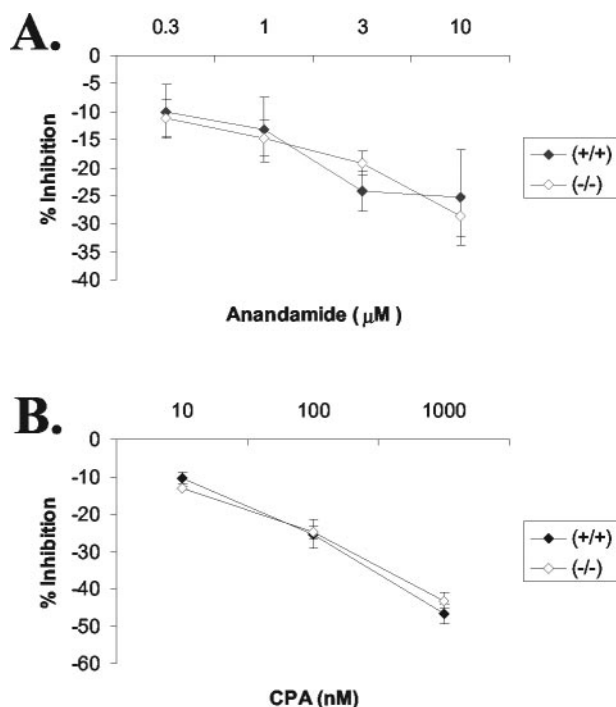 A.
0.3 1 3 10
0
-5
-10
-15
-20
-25
-30
-35
-40
% Inhibition
Anandamide ( μM )
(+/+)
(-/-)
B.
10 100 1000
0
-10
-20
-30
-40
-50
-60
% Inhibition
CPA (nM)
(+/+)
(-/-)